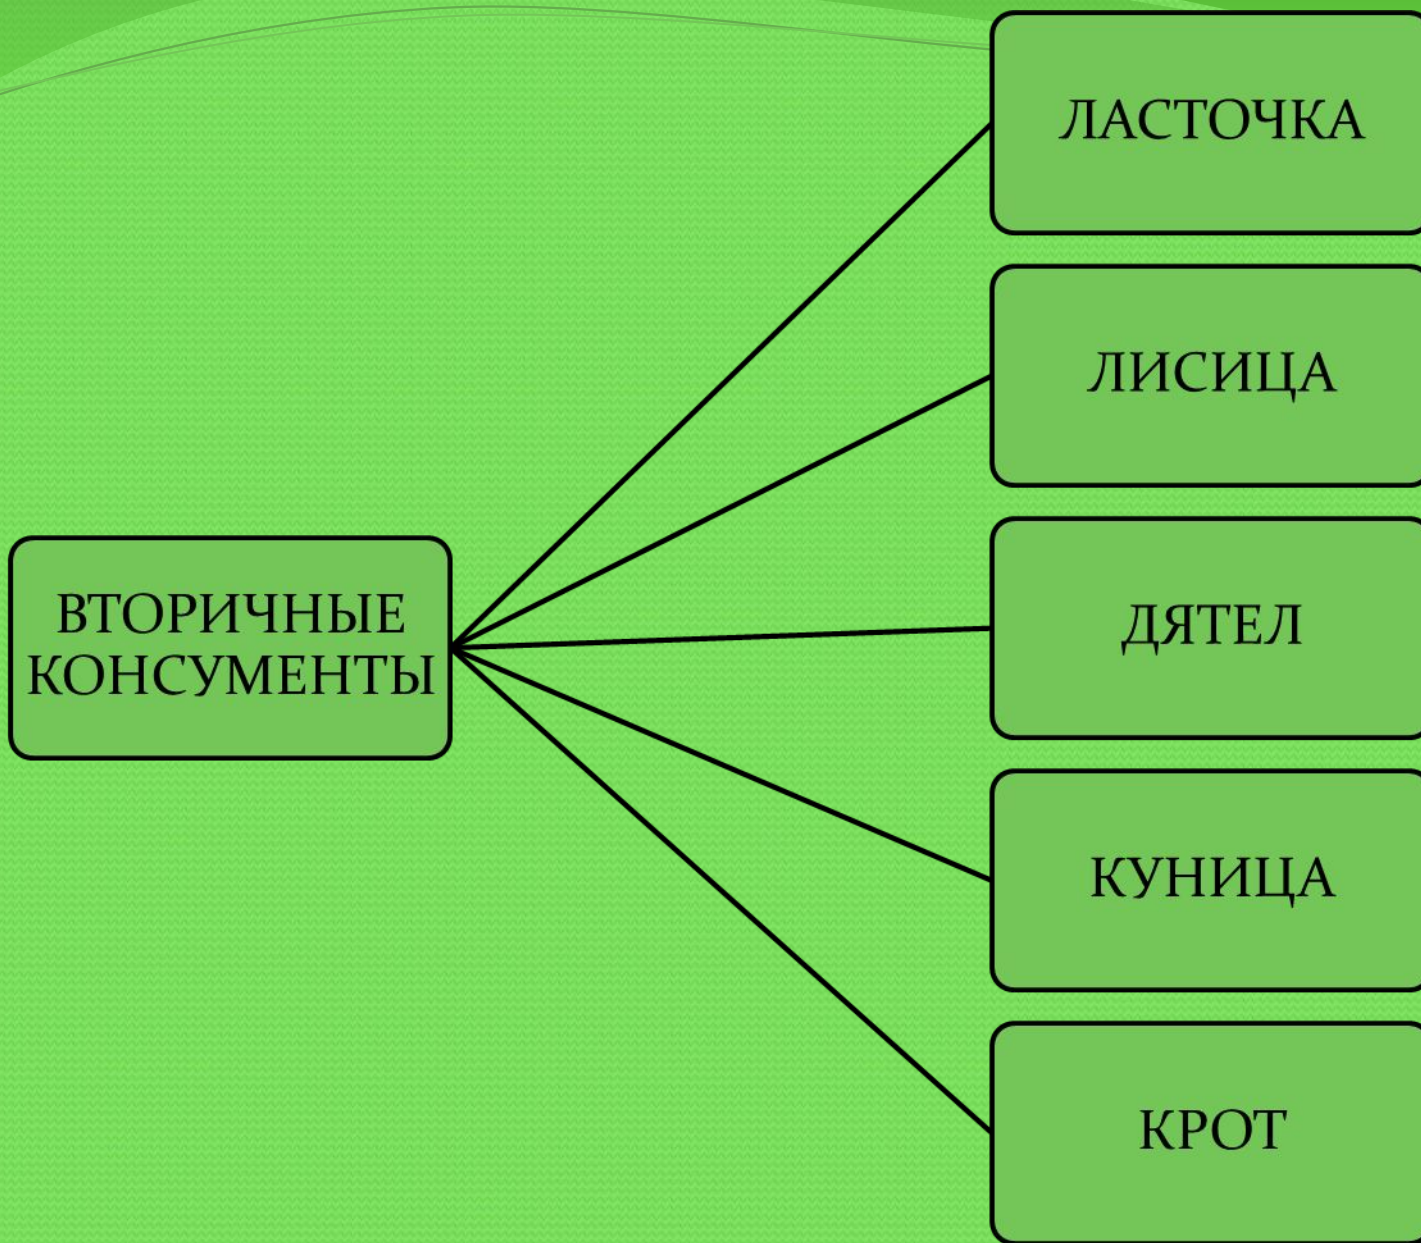 ЛАСТОЧКА
ЛИСИЦА
ВТОРИЧНЫЕ
КОНСУМЕНТЫ
ДЯТЕЛ
КУНИЦА
КРОТ